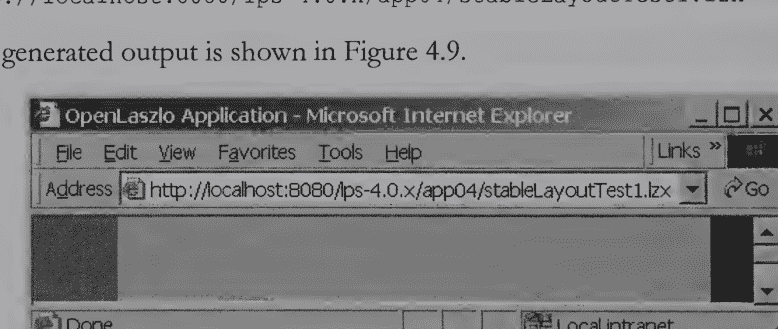 generated output is shown in Figure 4.9.
OpenLaszlo Application - Microsoft Internet Explorer
File Edit View Favorites Tools Help Links »
Address http://localhost:8080/lps-4.0.x/app04/stableLayoutTest1.lzx Go
Done Local intranet